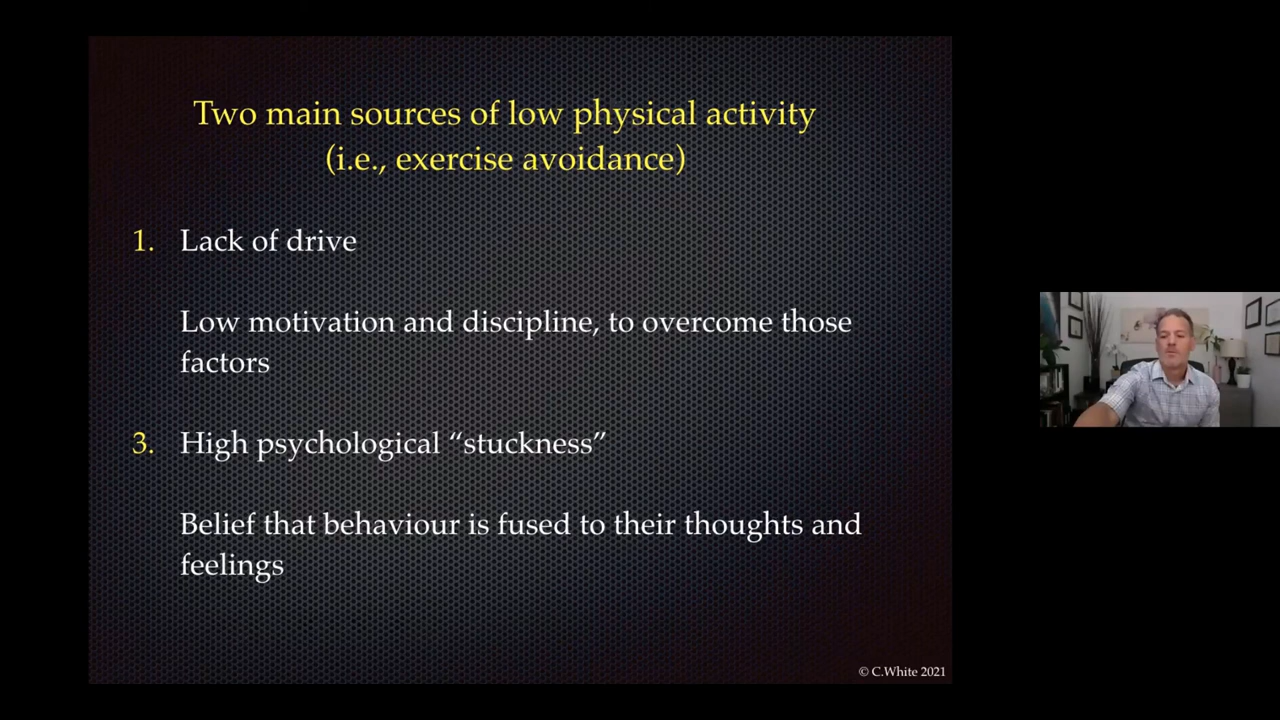 Two main sources of low physical activity
(i.e., exercise avoidance)
1. Lack of drive
Low motivation and discipline, to overcome those
factors
3. High psychological “stuckness”
Belief that behaviour is fused to their thoughts and
feelings
© C.White 2021